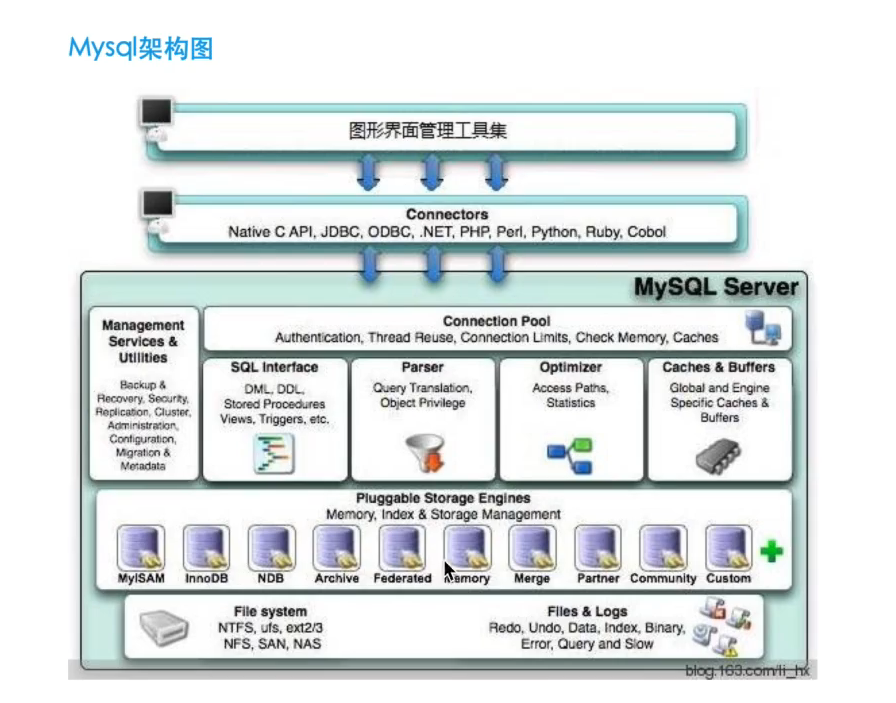 Mysql架构图
图形界面管理工具集
Connectors
Native C API, JDBC, ODBC, .NET, PHP, Perl, Python, Ruby, Cobol
MySQL Server
Management
Services &
Utilities
Backup &
Recovery, Security,
Replication, Cluster,
Administration,
Configuration,
Migration &
Metadata
Connection Pool
Authentication, Thread Reuse, Connection Limits, Check Memory, Caches
SQL Interface
DML, DDL,
Stored Procedures
Views, Triggers, etc.
Parser
Query Translation,
Object Privilege
Optimizer
Access Paths,
Statistics
Caches & Buffers
Global and Engine
Specific Caches &
Buffers
Pluggable Storage Engines
Memory, Index & Storage Management
MyISAM InnoDB NDB Archive Federated Memory Merge Partner Community Custom
File system
NTFS, ufs, ext2/3
NFS, SAN, NAS
Files & Logs
Redo, Undo, Data, Index, Binary,
Error, Query and Slow
blog.163.com/li_hx